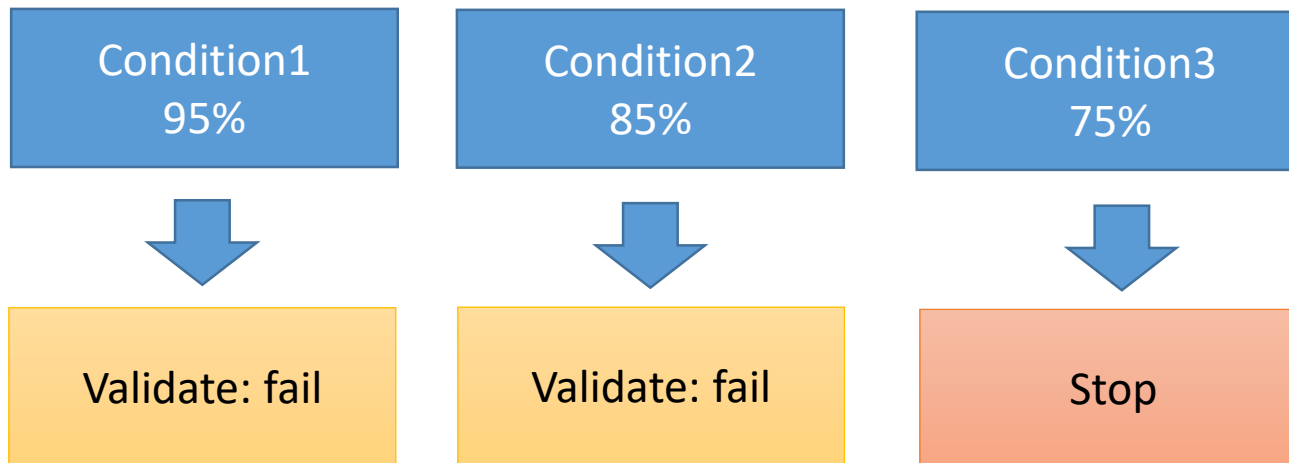 Condition1
95%
Condition2
85%
Condition3
75%
Validate: fail
Validate: fail
Stop